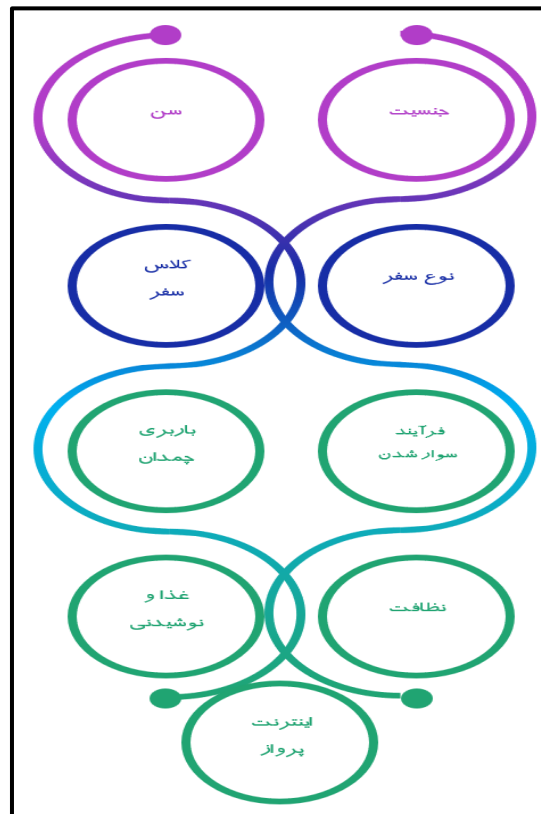 جنسیت
سن
نوع سفر
کلاس
سفر
فرآیند
سوار شدن
باربری
چمدان
نظافت
غذا و
نوشیدنی
اینترنت
پرواز